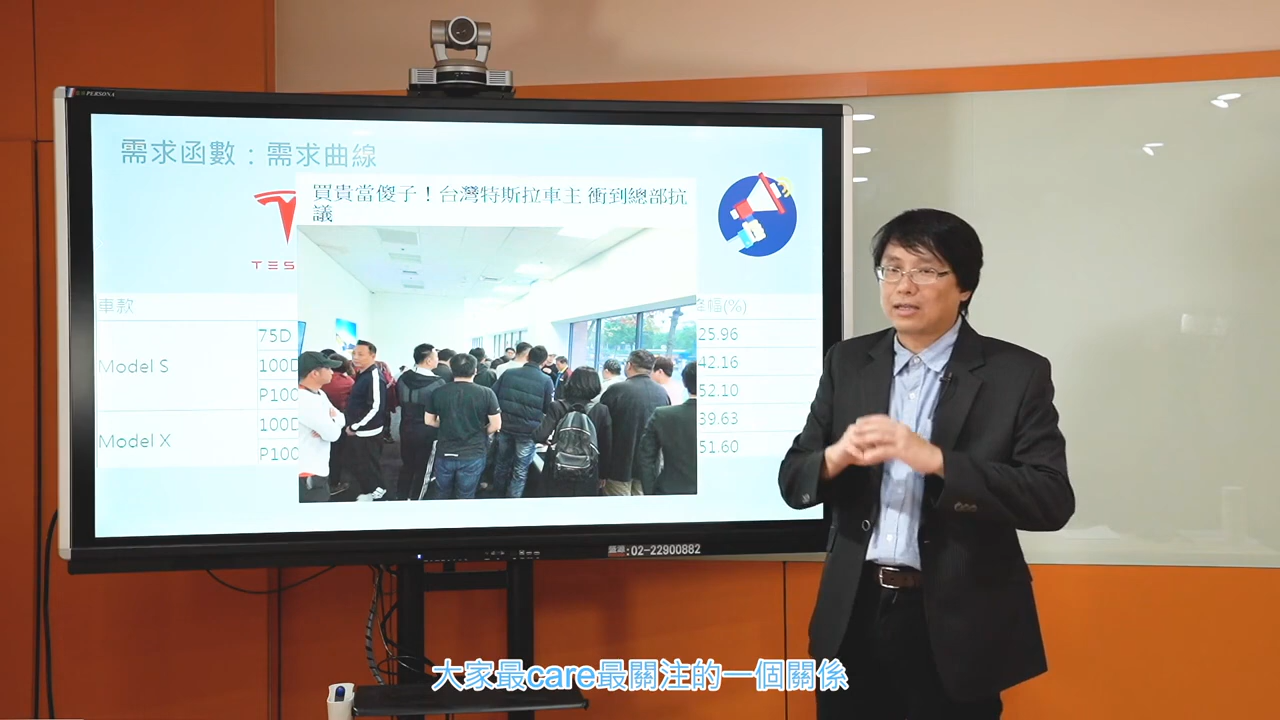 PERSONA
需求函數：需求曲線
買貴當傻子！台灣特斯拉車主 衝到總部抗
議
TES
車款
幅(%)
75D
25.96
Model S
100D
42.16
P100
52.10
100D
39.63
Model X
P100
51.60
:02-22900882
大家最care最關注的一個關係